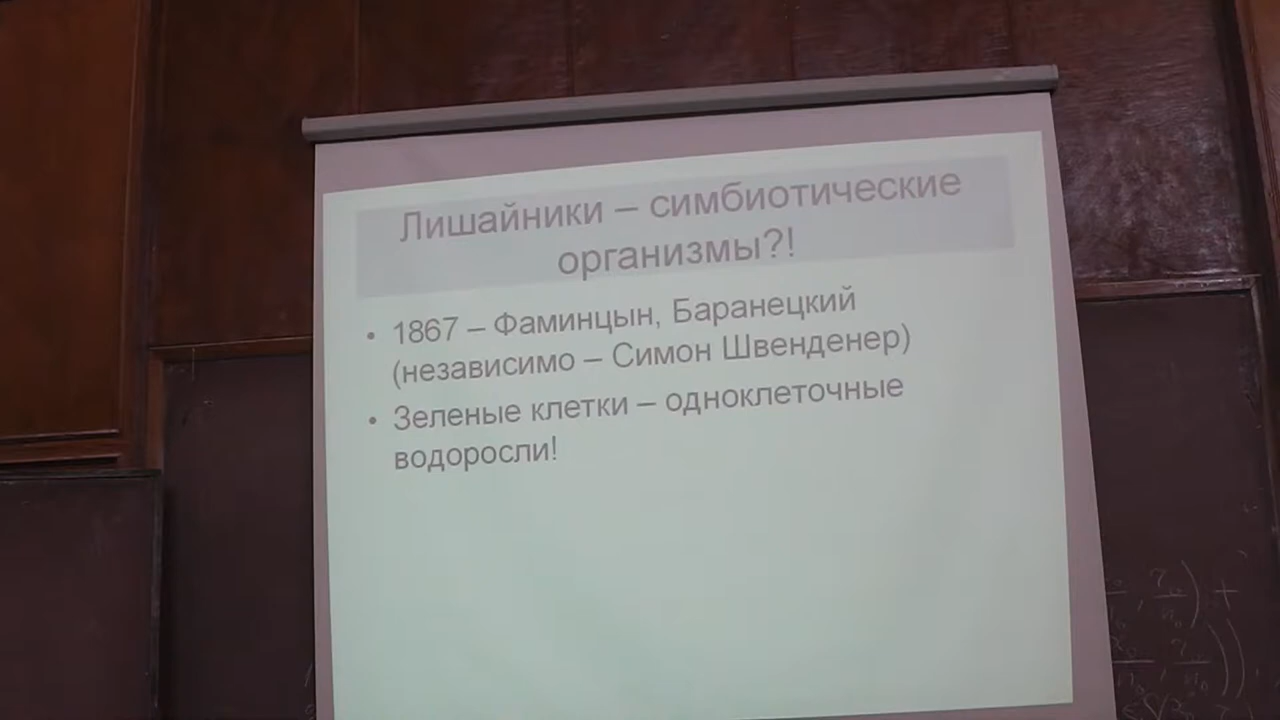 Лишайники – симбиотические
организмы?!
• 1867 – Фаминцын, Баранецкий
(независимо – Симон Швенденер)
• Зеленые клетки – одноклеточные
водоросли!